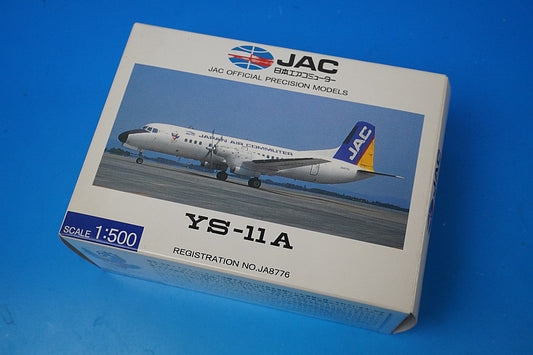 JAC
日本エアコミューター
JAC OFFICIAL PRECISION MODELS
JAPAN AIR COMMUTER
JAC
YS-11A
SCALE 1:500
REGISTRATION NO.JA8776